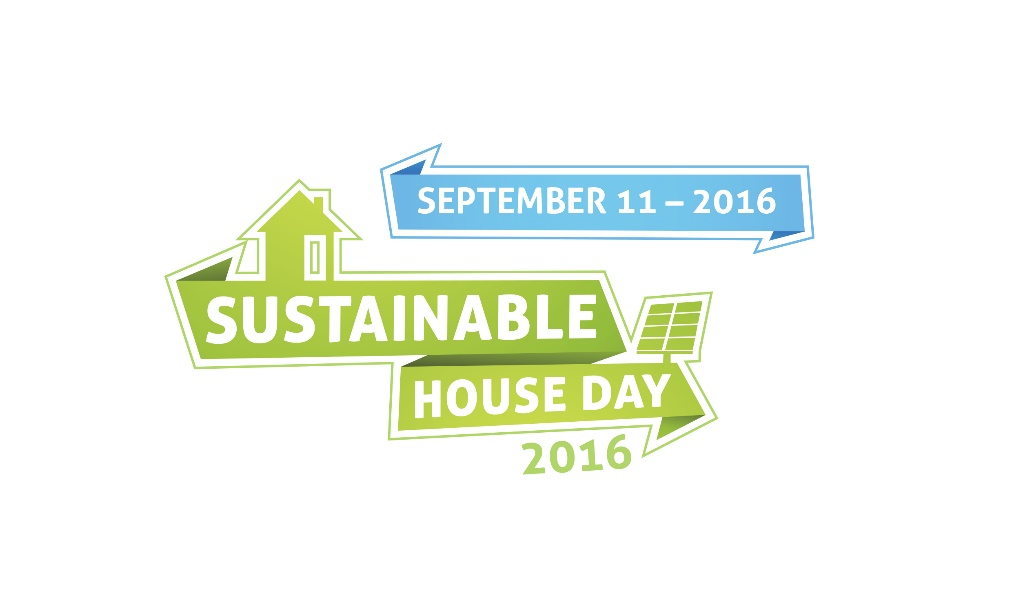 SEPTEMBER 11 – 2016
SUSTAINABLE
HOUSE DAY
2016